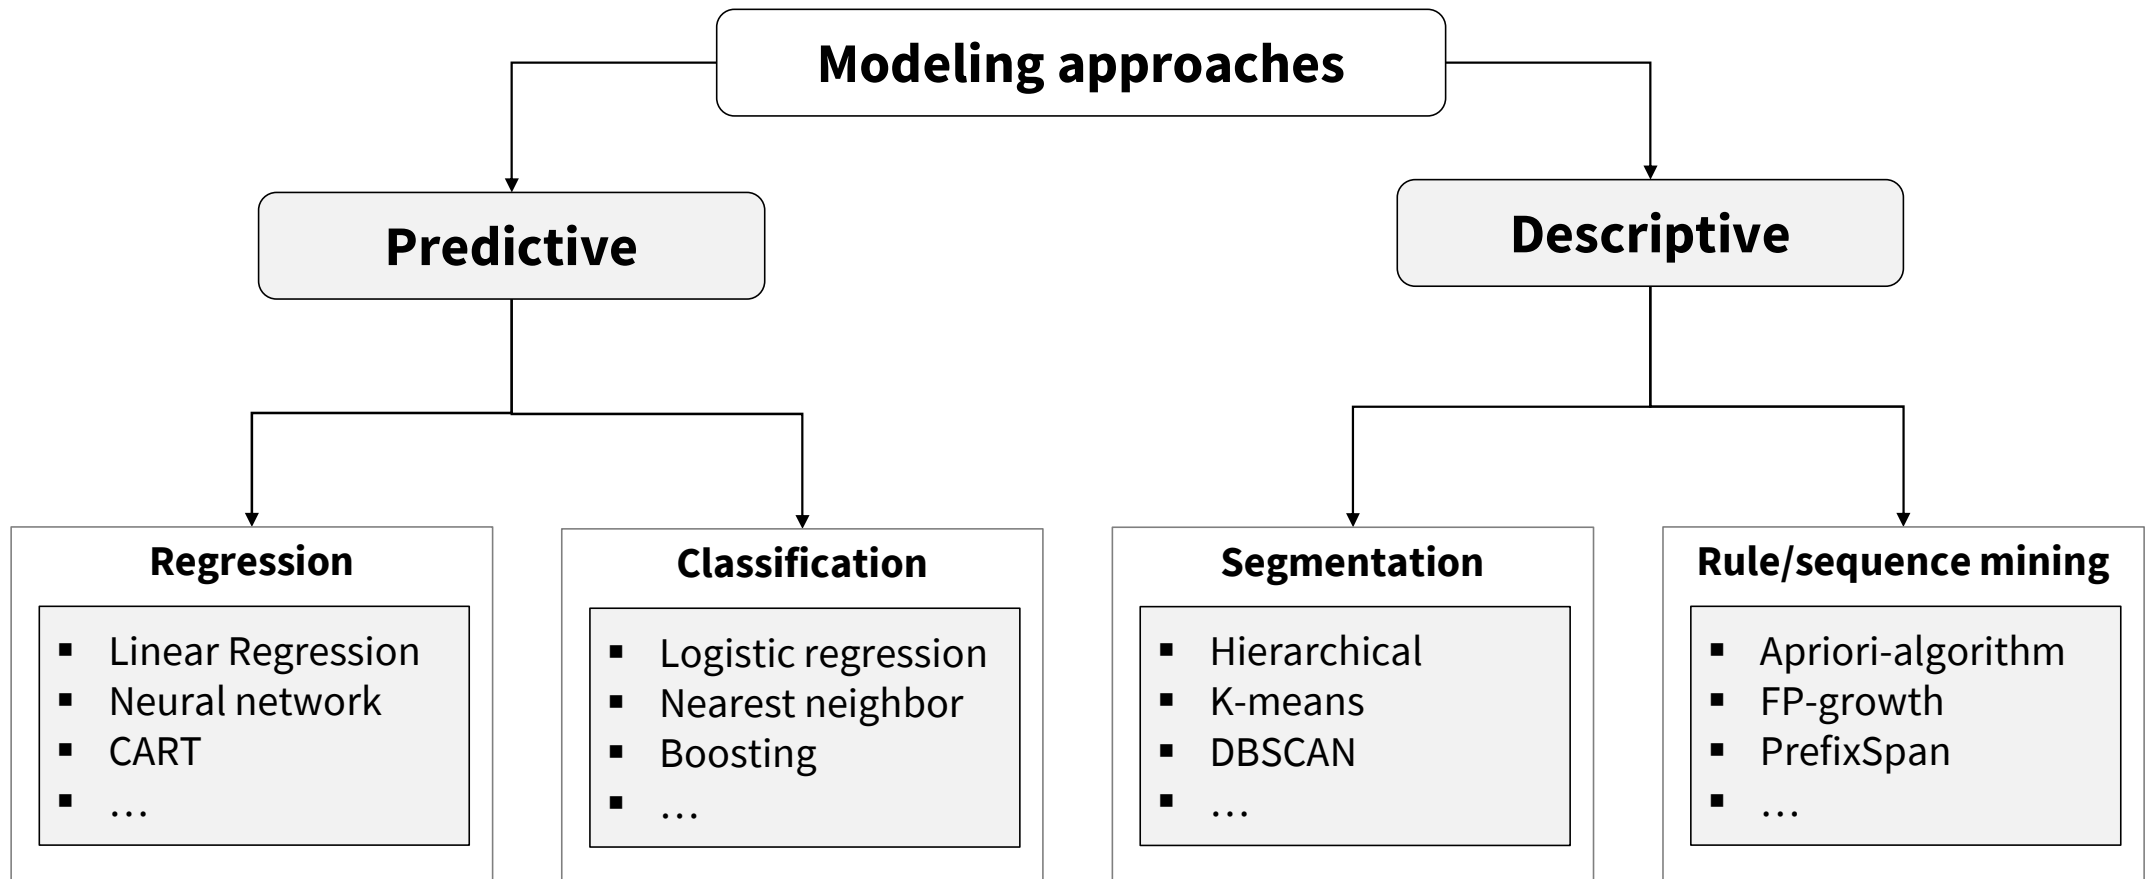 Modeling approaches
Predictive
Descriptive
Regression
▪ Linear Regression
▪ Neural network
▪ CART
▪ …
Classification
▪ Logistic regression
▪ Nearest neighbor
▪ Boosting
▪ …
Segmentation
▪ Hierarchical
▪ K-means
▪ DBSCAN
▪ …
Rule/sequence mining
▪ Apriori-algorithm
▪ FP-growth
▪ PrefixSpan
▪ …